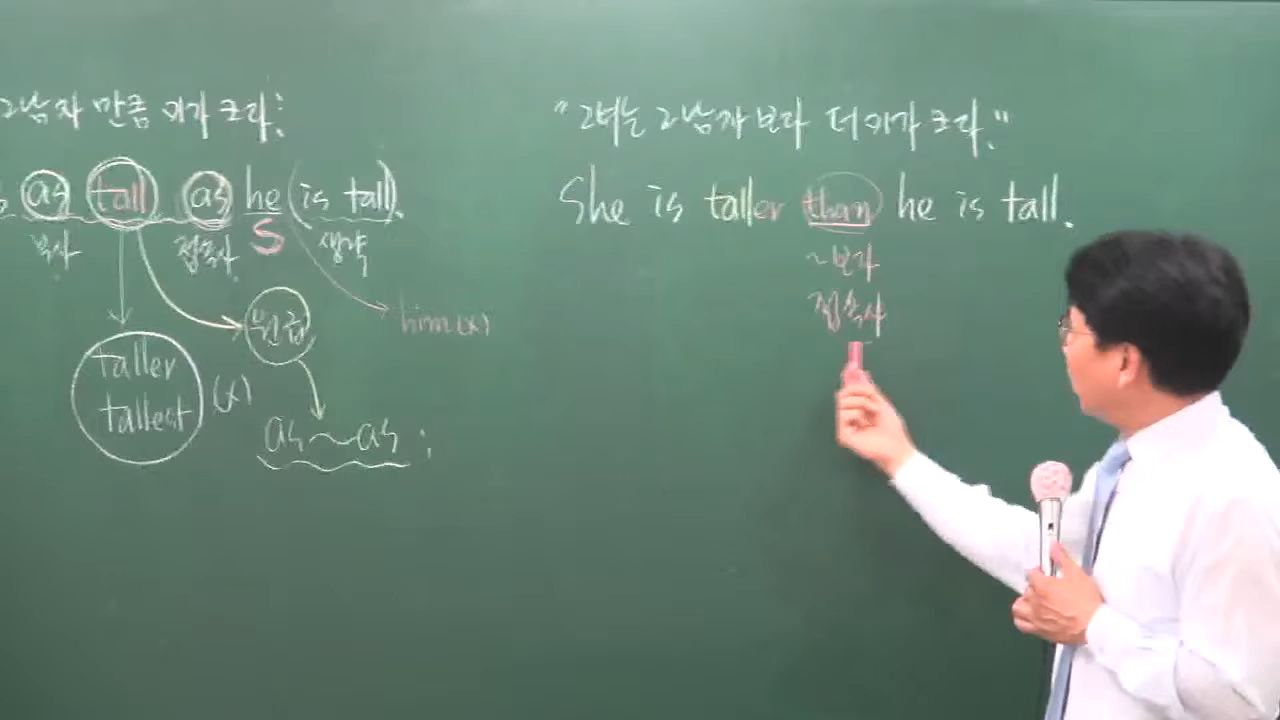 그남자 만큼 키가 크다.
as tall as he (is tall).
부사
접속사
S
생략
him (x)
원급
taller
tallest
(x)
as ~ as
"그녀는 그남자 보다 더 키가 크다."
She is taller than he is tall.
~보다
접속사